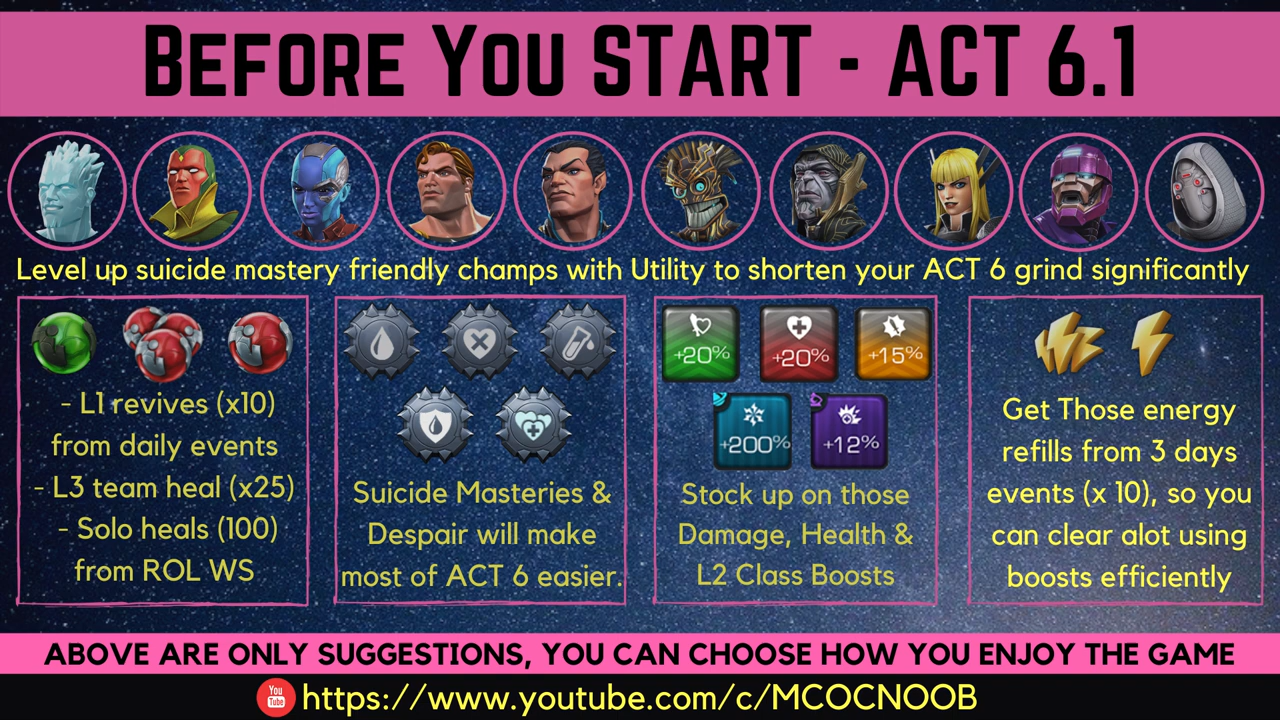 BEFORE YOU START - ACT 6.1
Level up suicide mastery friendly champs with Utility to shorten your ACT 6 grind significantly
- L1 revives (x10)
from daily events
- L3 team heal (x25)
- Solo heals (100)
from ROL WS
Suicide Masteries &
Despair will make
most of ACT 6 easier.
+20%
+20%
+15%
+200%
+12%
Stock up on those
Damage, Health &
L2 Class Boosts
Get Those energy
refills from 3 days
events (x 10), so you
can clear alot using
boosts efficiently
ABOVE ARE ONLY SUGGESTIONS, YOU CAN CHOOSE HOW YOU ENJOY THE GAME
You
Tube
https://www.youtube.com/c/MCOCNOOB